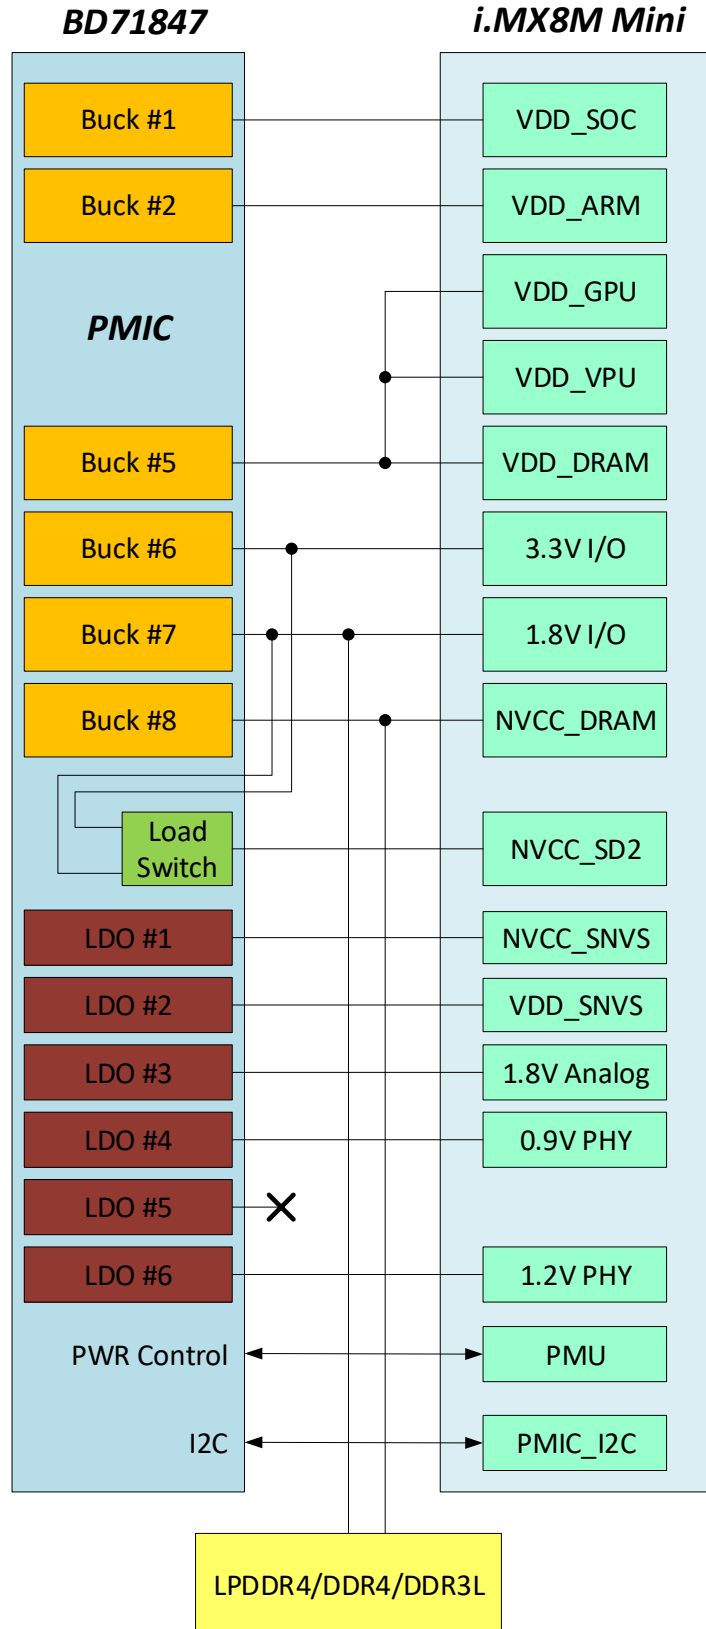 BD71847
i.MX8M Mini
Buck #1
VDD_SOC
Buck #2
VDD_ARM
VDD_GPU
PMIC
VDD_VPU
Buck #5
VDD_DRAM
Buck #6
3.3V I/O
Buck #7
1.8V I/O
Buck #8
NVCC_DRAM
Load
Switch
NVCC_SD2
LDO #1
NVCC_SNVS
LDO #2
VDD_SNVS
LDO #3
1.8V Analog
LDO #4
0.9V PHY
LDO #5
LDO #6
1.2V PHY
PWR Control
PMU
I2C
PMIC_I2C
LPDDR4/DDR4/DDR3L